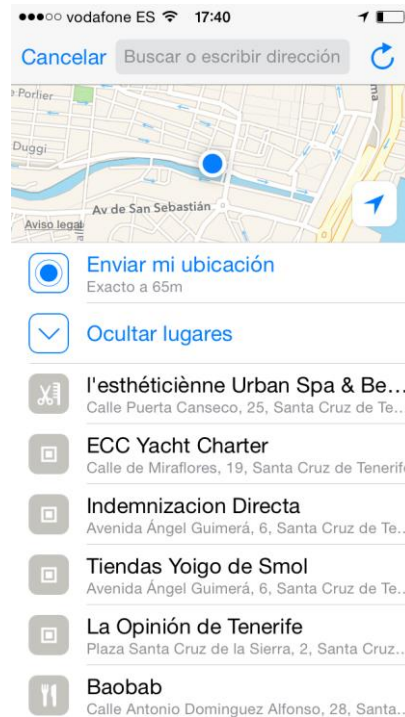 vodafone ES 17:40
Cancelar Buscar o escribir dirección
Porlier
Duggi
ma
Av de San Sebastián
Aviso legal
Enviar mi ubicación
Exacto a 65m
Ocultar lugares
l'esthéticiènne Urban Spa & Be…
Calle Puerta Canseco, 25, Santa Cruz de Te…
ECC Yacht Charter
Calle de Miraflores, 19, Santa Cruz de Tenerife
Indemnizacion Directa
Avenida Ángel Guimerá, 6, Santa Cruz de Te…
Tiendas Yoigo de Smol
Avenida Ángel Guimerá, 6, Santa Cruz de Te…
La Opinión de Tenerife
Plaza Santa Cruz de la Sierra, 2, Santa Cruz…
Baobab
Calle Antonio Dominguez Alfonso, 28, Santa…